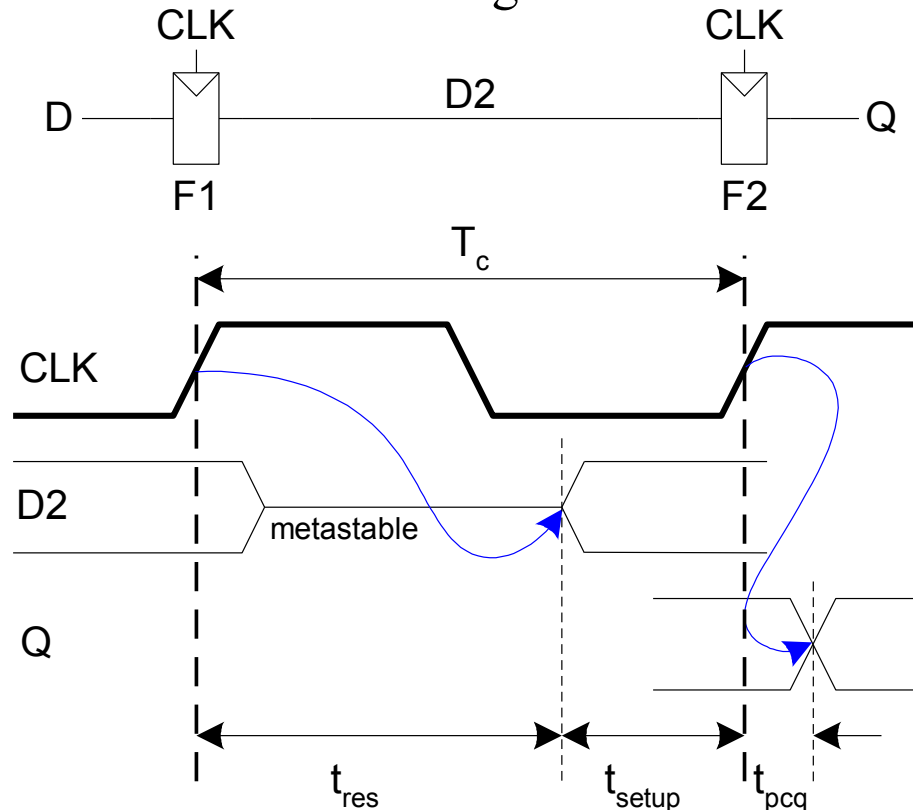 CLK CLK
D D2 Q
F1 F2
T_c
CLK
D2
metastable
Q
t_res t_setup t_pcq